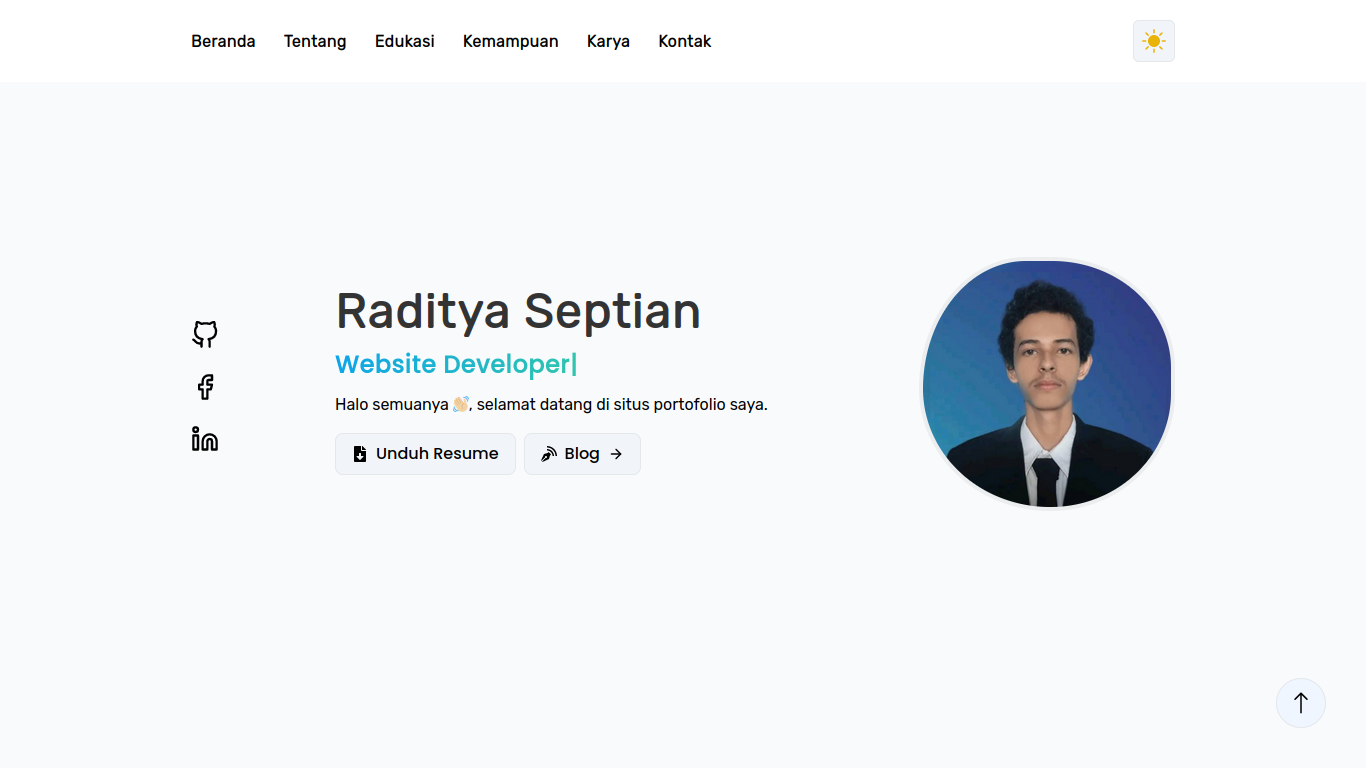 Beranda Tentang Edukasi Kemampuan Karya Kontak
Raditya Septian
Website Developer|
Halo semuanya 👋🏻, selamat datang di situs portofolio saya.
Unduh Resume Blog →